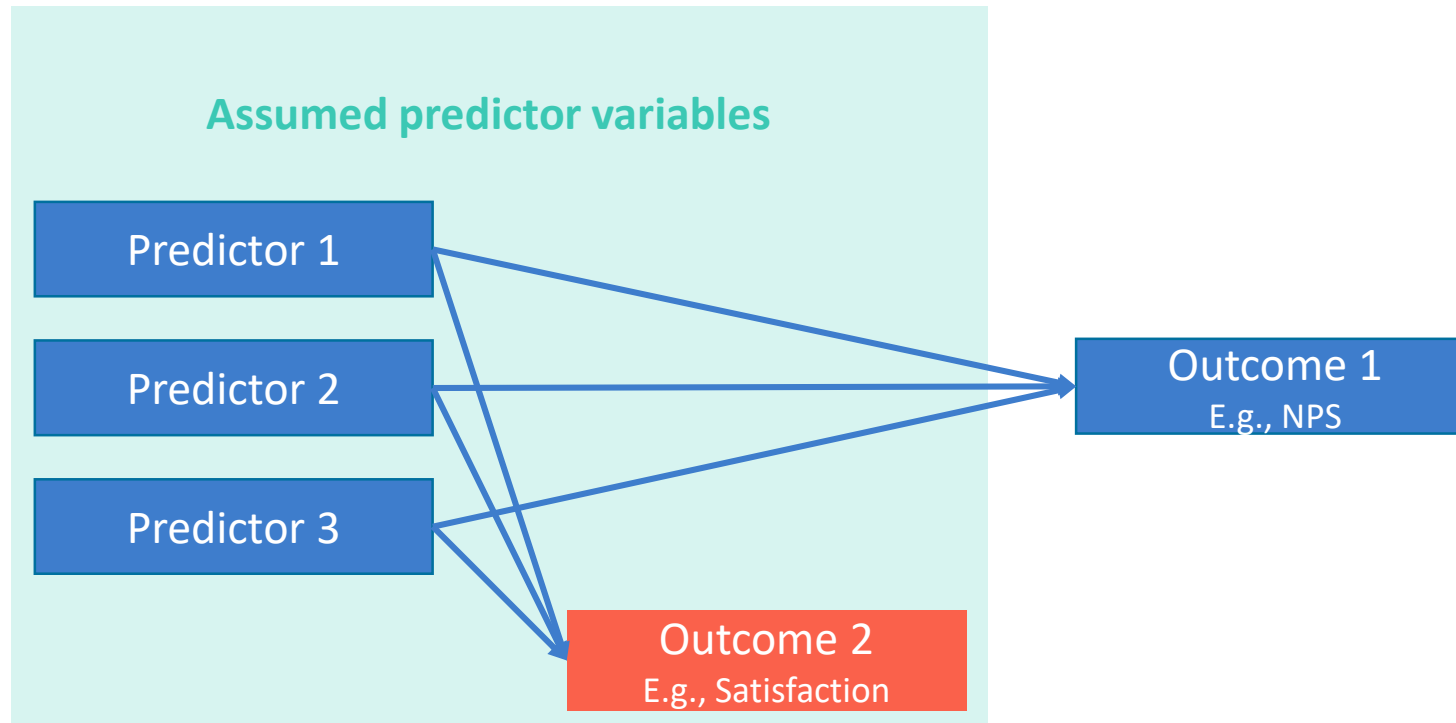 Assumed predictor variables
Predictor 1
Predictor 2
Predictor 3
Outcome 1
E.g., NPS
Outcome 2
E.g., Satisfaction